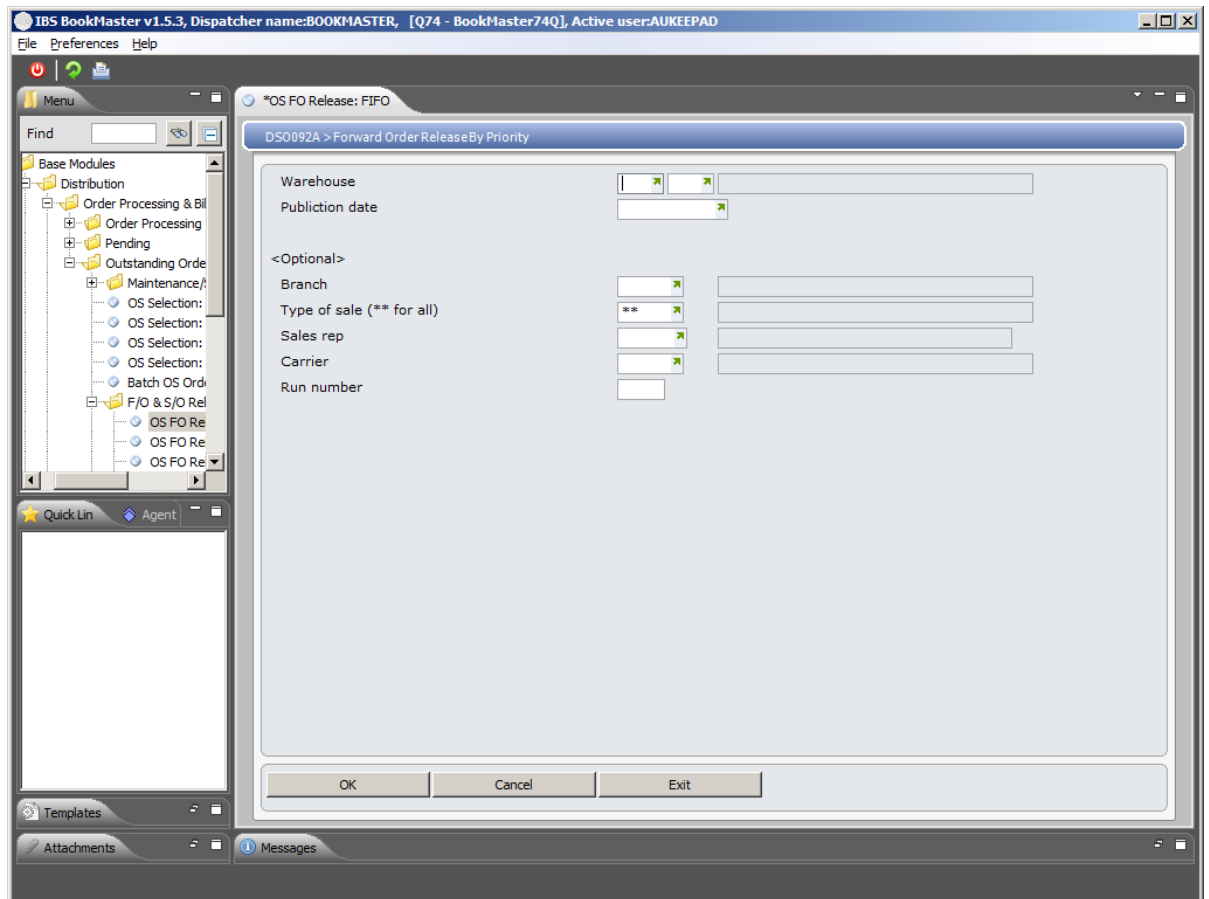 IBS BookMaster v1.5.3, Dispatcher name:BOOKMASTER, [Q74 - BookMaster74Q], Active user:AUKEEPAD
File Preferences Help
Menu
*OS FO Release: FIFO
Find
DSO092A > Forward Order Release By Priority
Base Modules
Distribution
Order Processing & Bil
Order Processing
Pending
Outstanding Orde
Maintenance/
OS Selection:
OS Selection:
OS Selection:
OS Selection:
Batch OS Orde
F/O & S/O Rel
OS FO Re
OS FO Re
OS FO Re
Warehouse
Publiction date
<Optional>
Branch
Type of sale (** for all) **
Sales rep
Carrier
Run number
Quick Lin Agent
OK Cancel Exit
Templates
Attachments
Messages